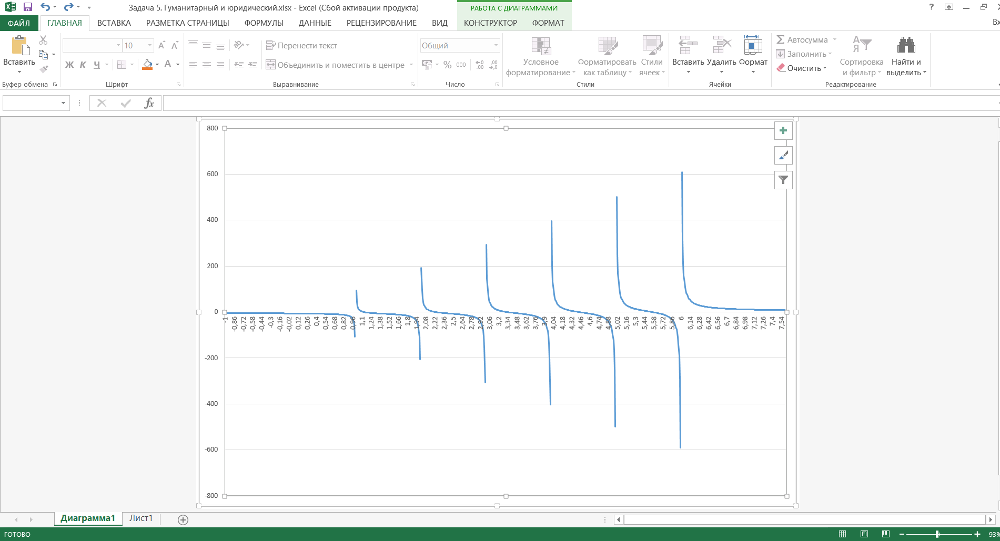 Задача 5. Гуманитарный и юридический.xlsx - Excel (Сбой активации продукта)
РАБОТА С ДИАГРАММАМИ
?
ФАЙЛ ГЛАВНАЯ ВСТАВКА РАЗМЕТКА СТРАНИЦЫ ФОРМУЛЫ ДАННЫЕ РЕЦЕНЗИРОВАНИЕ ВИД КОНСТРУКТОР ФОРМАТ Вх
10 Перенести текст Общий Автосумма
Вставить Условное Форматировать Стили Вставить Удалить Формат Заполнить Сортировка Найти и
Ж К Ч А Объединить и поместить в центре % 000 форматирование как таблицу ячеек Очистить и фильтр выделить
Буфер обмена Шрифт Выравнивание Число Стили Ячейки Редактирование
fx
800
600
400
200
0
-200
-400
-600
-800
-1 -0,86 -0,72 -0,58 -0,44 -0,3 -0,16 -0,02 0,12 0,26 0,4 0,54 0,68 0,82 0,96 1,1 1,24 1,38 1,52 1,66 1,8 1,94 2,08 2,22 2,36 2,5 2,64 2,78 2,92 3,06 3,2 3,34 3,48 3,62 3,76 3,9 4,04 4,18 4,32 4,46 4,6 4,74 4,88 5,02 5,16 5,3 5,44 5,58 5,72 5,86 6 6,14 6,28 6,42 6,56 6,7 6,84 6,98 7,12 7,26 7,4 7,54
Диаграмма1 Лист1
ГОТОВО 93%